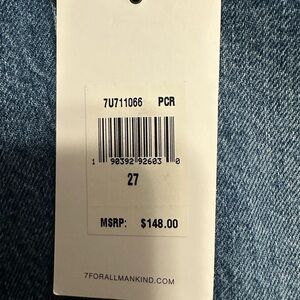 7U711066 PCR
1 90392 92603 0
27
MSRP: $148.00
7FORALLMANKIND.COM